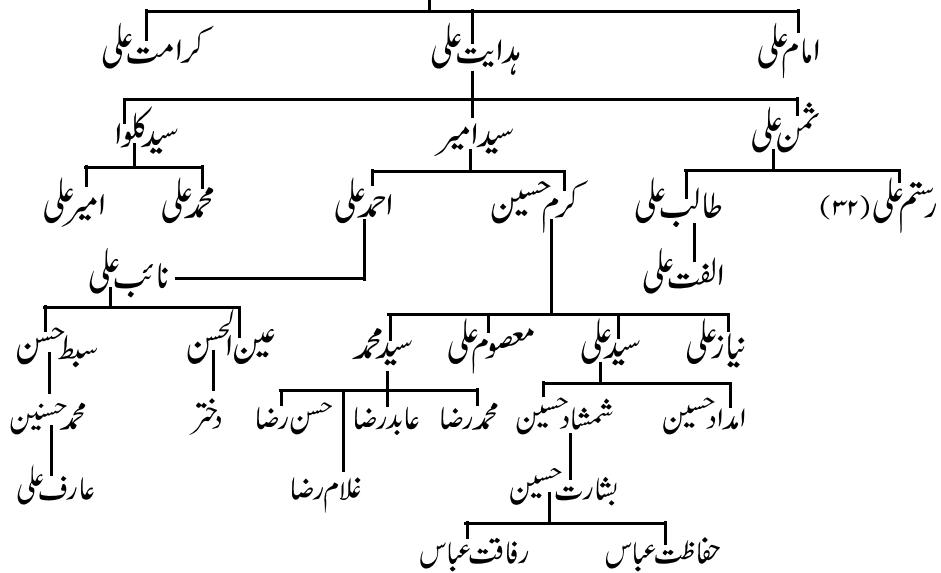 امام علی ہدایت علی کرامت علی
ثمن علی سید امیر سید کلوا
رستم علی (۳۲) طالب علی کرم حسین احمد علی محمد علی امیر علی
الفت علی نائب علی
نیاز علی سید علی معصوم علی سید محمد عین الحسن سبط حسن
امداد حسین شمشاد حسین محمد رضا عابد رضا حسن رضا دختر محمد حسنین
بشارت حسین غلام رضا عارف علی
حفاظت عباس رفاقت عباس